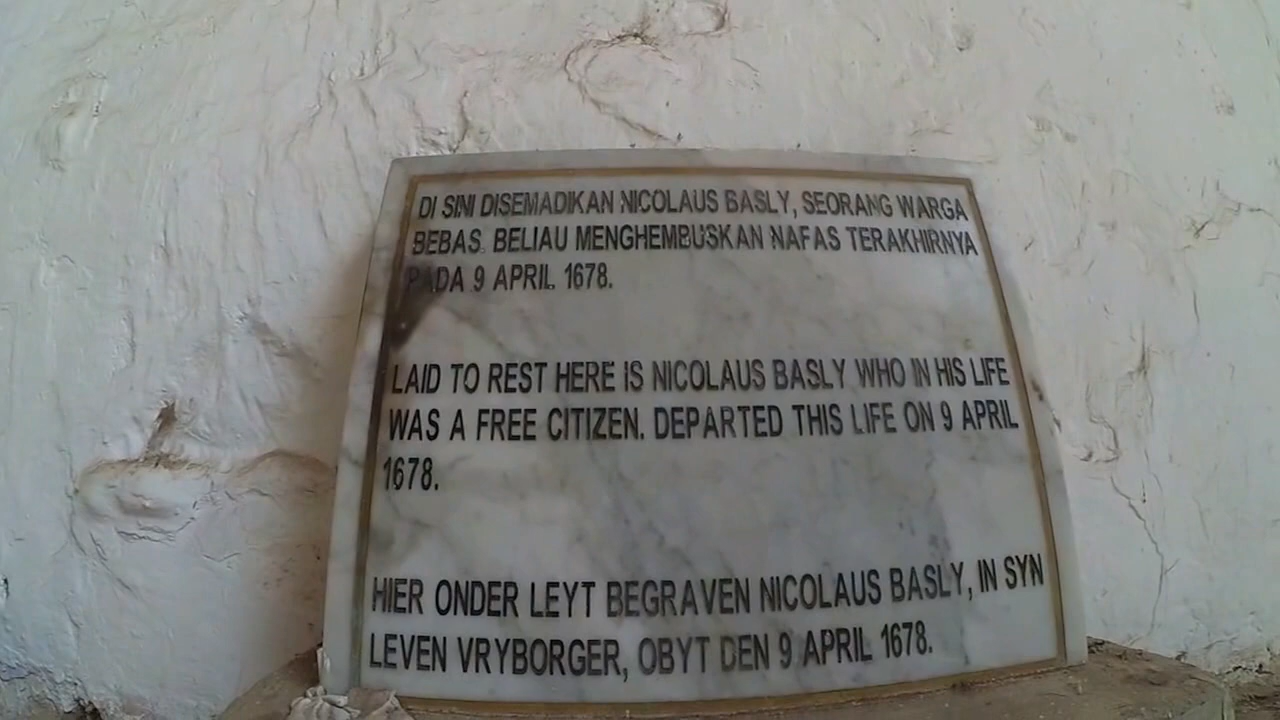 DI SINI DISEMADIKAN NICOLAUS BASLY, SEORANG WARGA
BEBAS. BELIAU MENGHEMBUSKAN NAFAS TERAKHIRNYA
PADA 9 APRIL 1678.
LAID TO REST HERE IS NICOLAUS BASLY WHO IN HIS LIFE
WAS A FREE CITIZEN. DEPARTED THIS LIFE ON 9 APRIL
1678.
HIER ONDER LEYT BEGRAVEN NICOLAUS BASLY, IN SYN
LEVEN VRYBORGER, OBYT DEN 9 APRIL 1678.